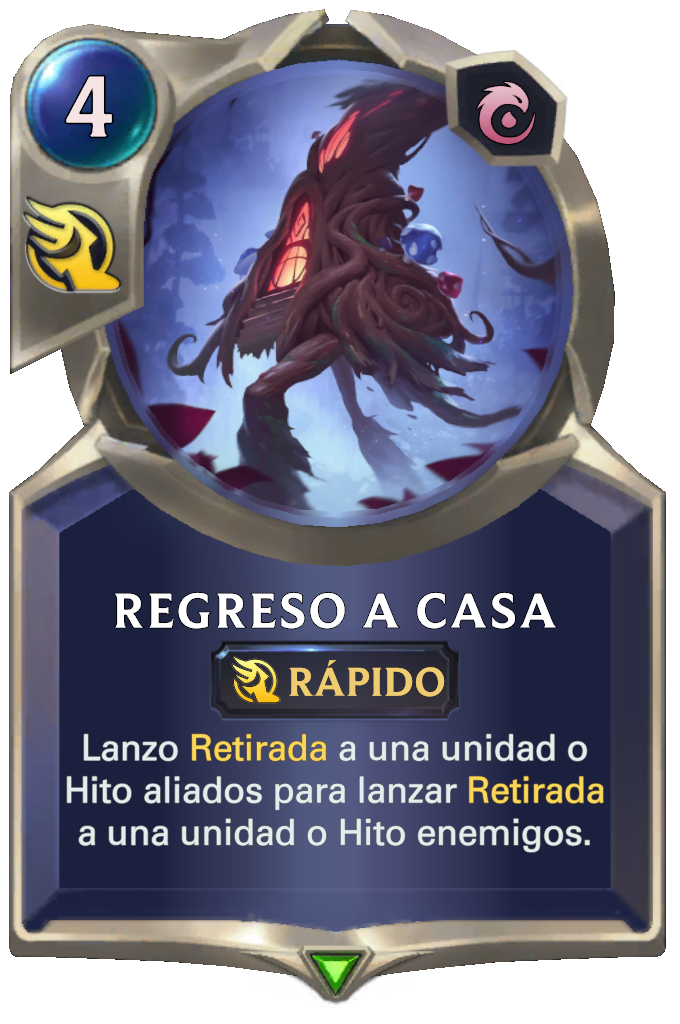 4
REGRESO A CASA
RÁPIDO
Lanzo Retirada a una unidad o
Hito aliados para lanzar Retirada
a una unidad o Hito enemigos.